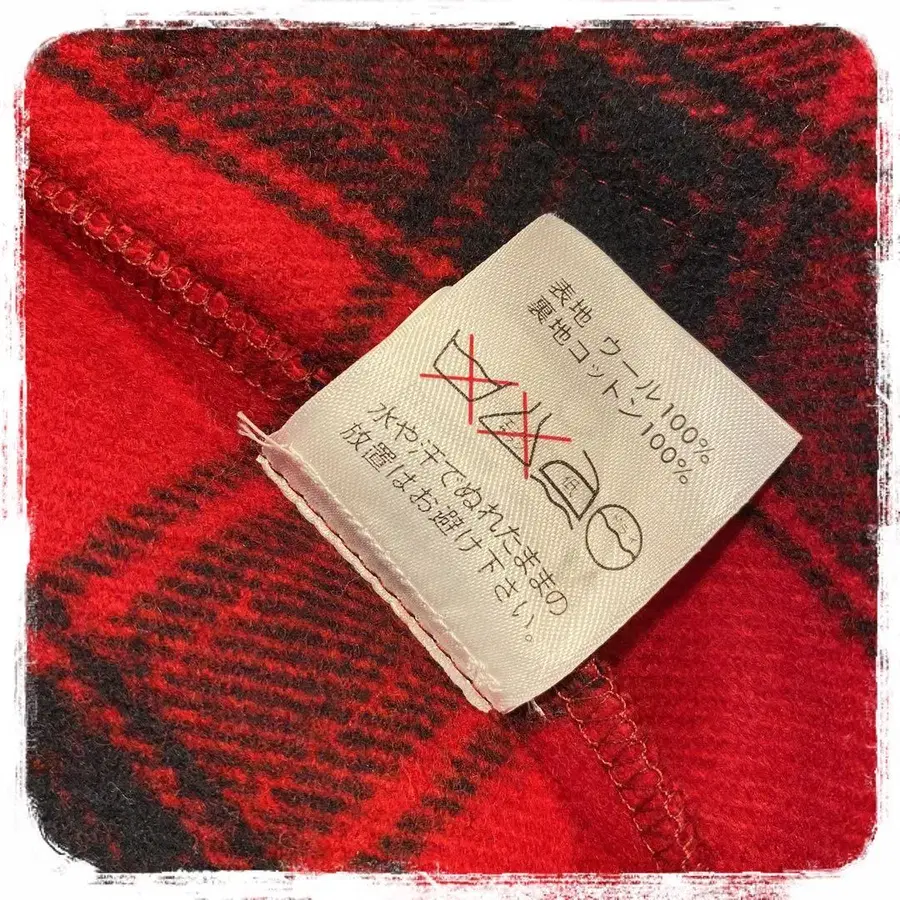 表地 ウール100%
裏地コットン100%
低
水や汗でぬれたままの
放置はお避け下さい。